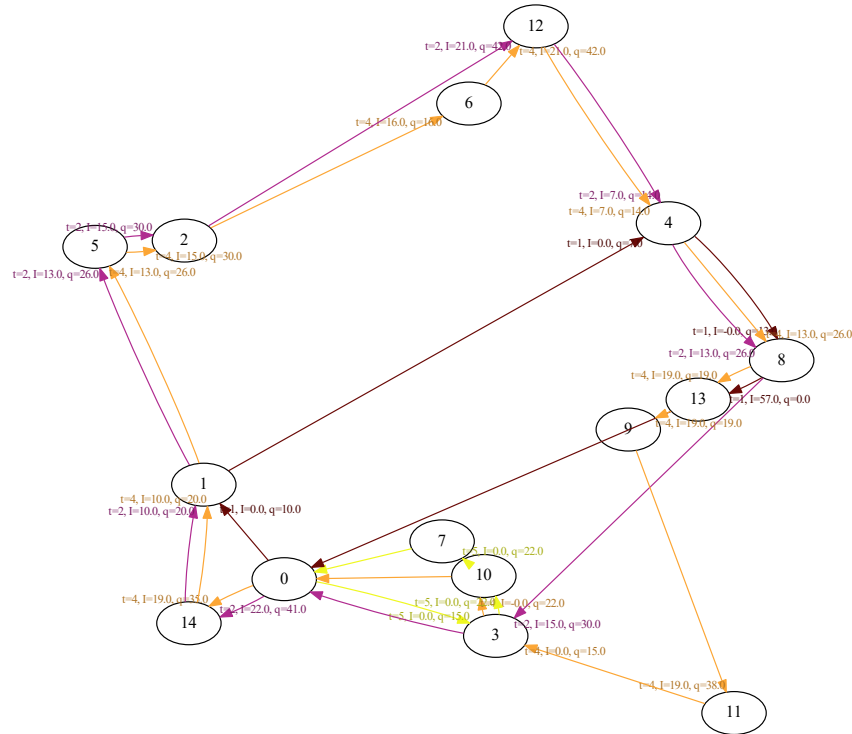 12
t=2, I=21.0, q=42.0
t=4, I=21.0, q=42.0
6
t=4, I=16.0, q=16.0
t=2, I=7.0, q=14.0
t=4, I=7.0, q=14.0
4
t=2, I=15.0, q=30.0
5
2
t=4, I=15.0, q=30.0
t=1, I=0.0,
t=2, I=13.0, q=26.0
t=4, I=13.0, q=26.0
t=1, I=-0.0,
t=4, I=13.0, q=26.0
t=2, I=13.0, q=26.0
8
t=4, I=19.0, q=19.0
13
t=1, I=57.0, q=0.0
t=4, I=19.0, q=19.0
9
1
t=4, I=10.0, q=20.0
t=2, I=10.0, q=20.0
t=1, I=0.0, q=10.0
7
t=5, I=0.0, q=22.0
0
10
t=4, I=19.0, q=35.0
t=2, I=22.0, q=41.0
t=5, I=0.0,
I=-0.0, q=22.0
t=5, I=0.0, q=15.0
14
3
t=2, I=15.0, q=30.0
t=4, I=0.0, q=15.0
t=4, I=19.0, q=38.0
11